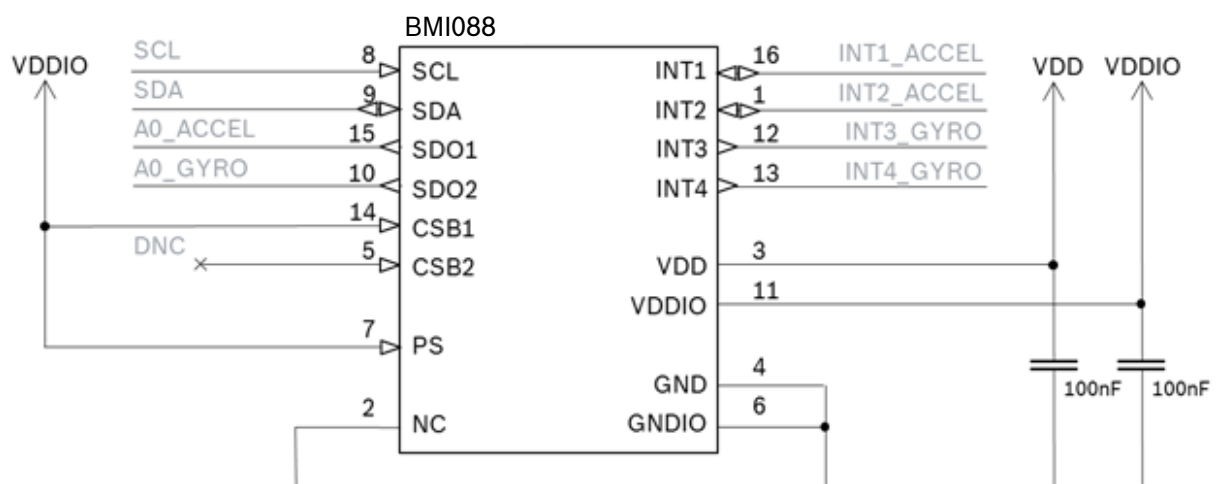 BMI088
VDDIO
SCL 8 SCL
SDA 9 SDA
A0_ACCEL 15 SDO1
A0_GYRO 10 SDO2
14 CSB1
DNC 5 CSB2
7 PS
2 NC
INT1 16 INT1_ACCEL
INT2 1 INT2_ACCEL
INT3 12 INT3_GYRO
INT4 13 INT4_GYRO
VDD 3
VDDIO 11
GND 4
GNDIO 6
VDD VDDIO
100nF 100nF